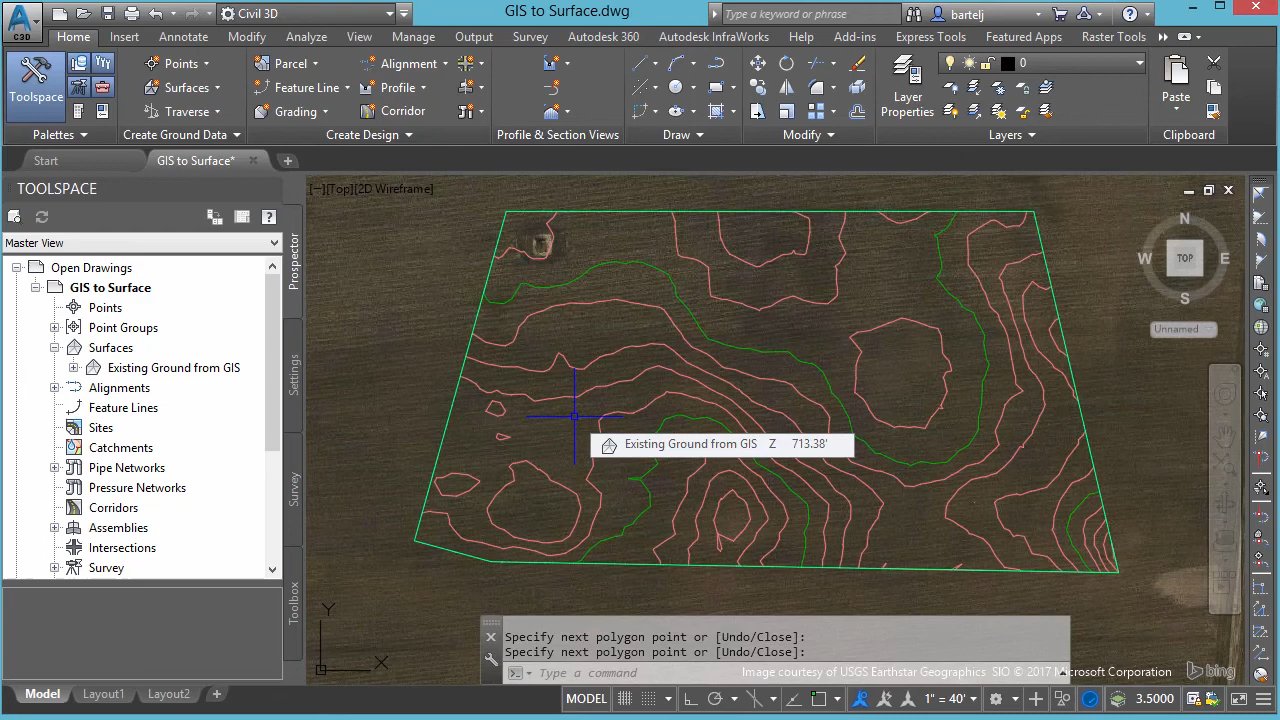 Civil 3D
GIS to Surface.dwg
Type a keyword or phrase
bartelj
C3D
Home Insert Annotate Modify Analyze View Manage Output Survey Autodesk 360 Autodesk InfraWorks Help Add-ins Express Tools Featured Apps Raster Tools
Toolspace
Palettes
Points
Surfaces
Traverse
Create Ground Data
Parcel
Feature Line
Grading
Alignment
Profile
Corridor
Create Design
Profile & Section Views
Draw
Modify
Layer
Properties
0
Layers
Paste
Clipboard
Start
GIS to Surface*
TOOLSPACE
Master View
Open Drawings
GIS to Surface
Points
Point Groups
Surfaces
Existing Ground from GIS
Alignments
Feature Lines
Sites
Catchments
Pipe Networks
Pressure Networks
Corridors
Assemblies
Intersections
Survey
Prospector
Settings
Survey
Toolbox
[−][Top][2D Wireframe]
N
W
TOP
E
S
Unnamed
Existing Ground from GIS Z 713.38'
Y
X
Specify next polygon point or [Undo/Close]:
Specify next polygon point or [Undo/Close]:
Type a command
Image courtesy of USGS Earthstar Geographics SIO © 2017 Microsoft Corporation
bing
Model Layout1 Layout2
MODEL
1" = 40'
3.5000